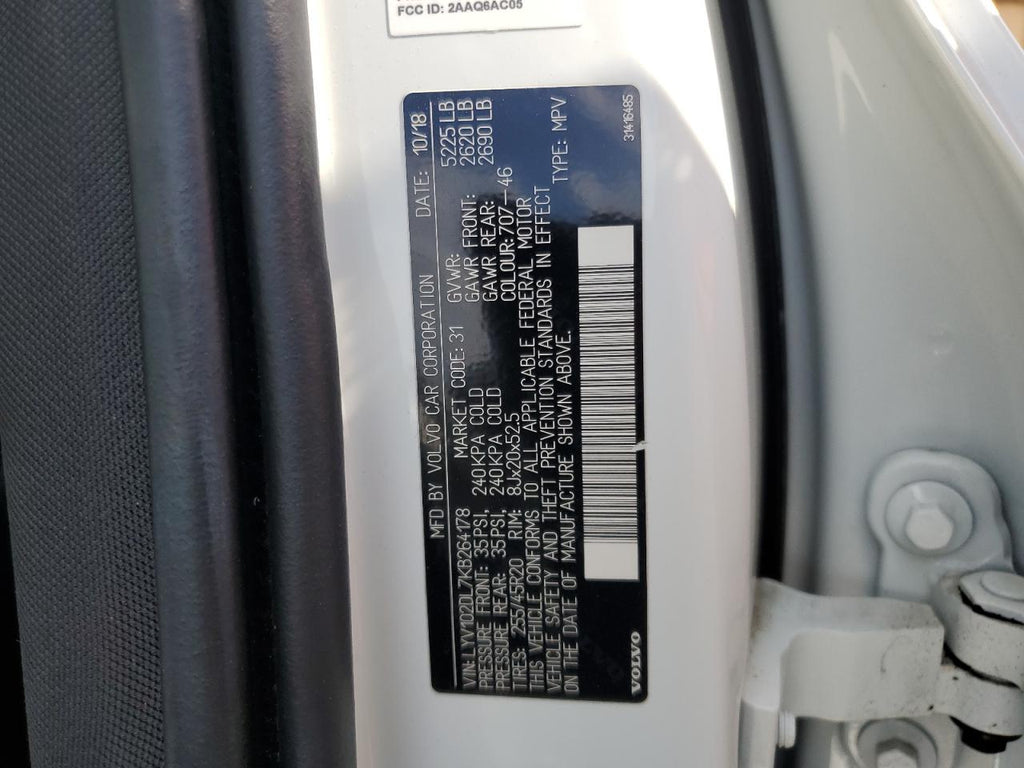 FCC ID: 2AAQ6AC05
MFD BY VOLVO CAR CORPORATION DATE: 10/18
VIN: LYV102DL7KB264178 MARKET CODE: 31 GVWR: 5225 LB
PRESSURE FRONT: 35PSI, 240KPA COLD GAWR FRONT: 2620 LB
PRESSURE REAR: 35PSI, 240KPA COLD GAWR REAR: 2690 LB
TIRES: 255/45R20 RIM: 8Jx20x52.5 COLOUR: 707-46
THIS VEHICLE CONFORMS TO ALL APPLICABLE FEDERAL MOTOR
VEHICLE SAFETY AND THEFT PREVENTION STANDARDS IN EFFECT
ON THE DATE OF MANUFACTURE SHOWN ABOVE. TYPE: MPV
VOLVO 31416485